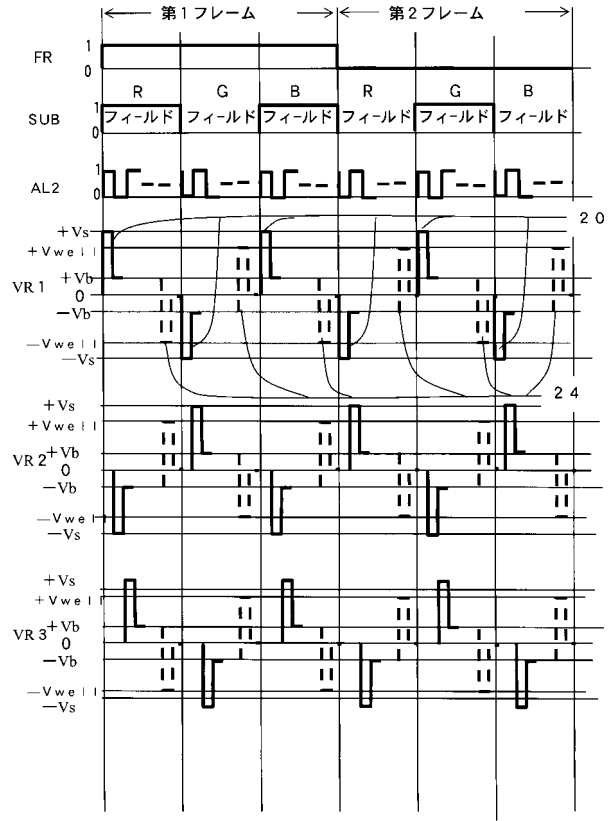 第1フレーム 第2フレーム
FR 1 0
R G B R G B
SUB 1 0 フィールド フィールド フィールド フィールド フィールド フィールド
AL2 1 0
20
+Vs
+Vwell
+Vb
VR1 0
-Vb
-Vwell
-Vs
24
+Vs
+Vwell
+Vb
VR2 0
-Vb
-Vwell
-Vs
+Vs
+Vwell
+Vb
VR3 0
-Vb
-Vwell
-Vs